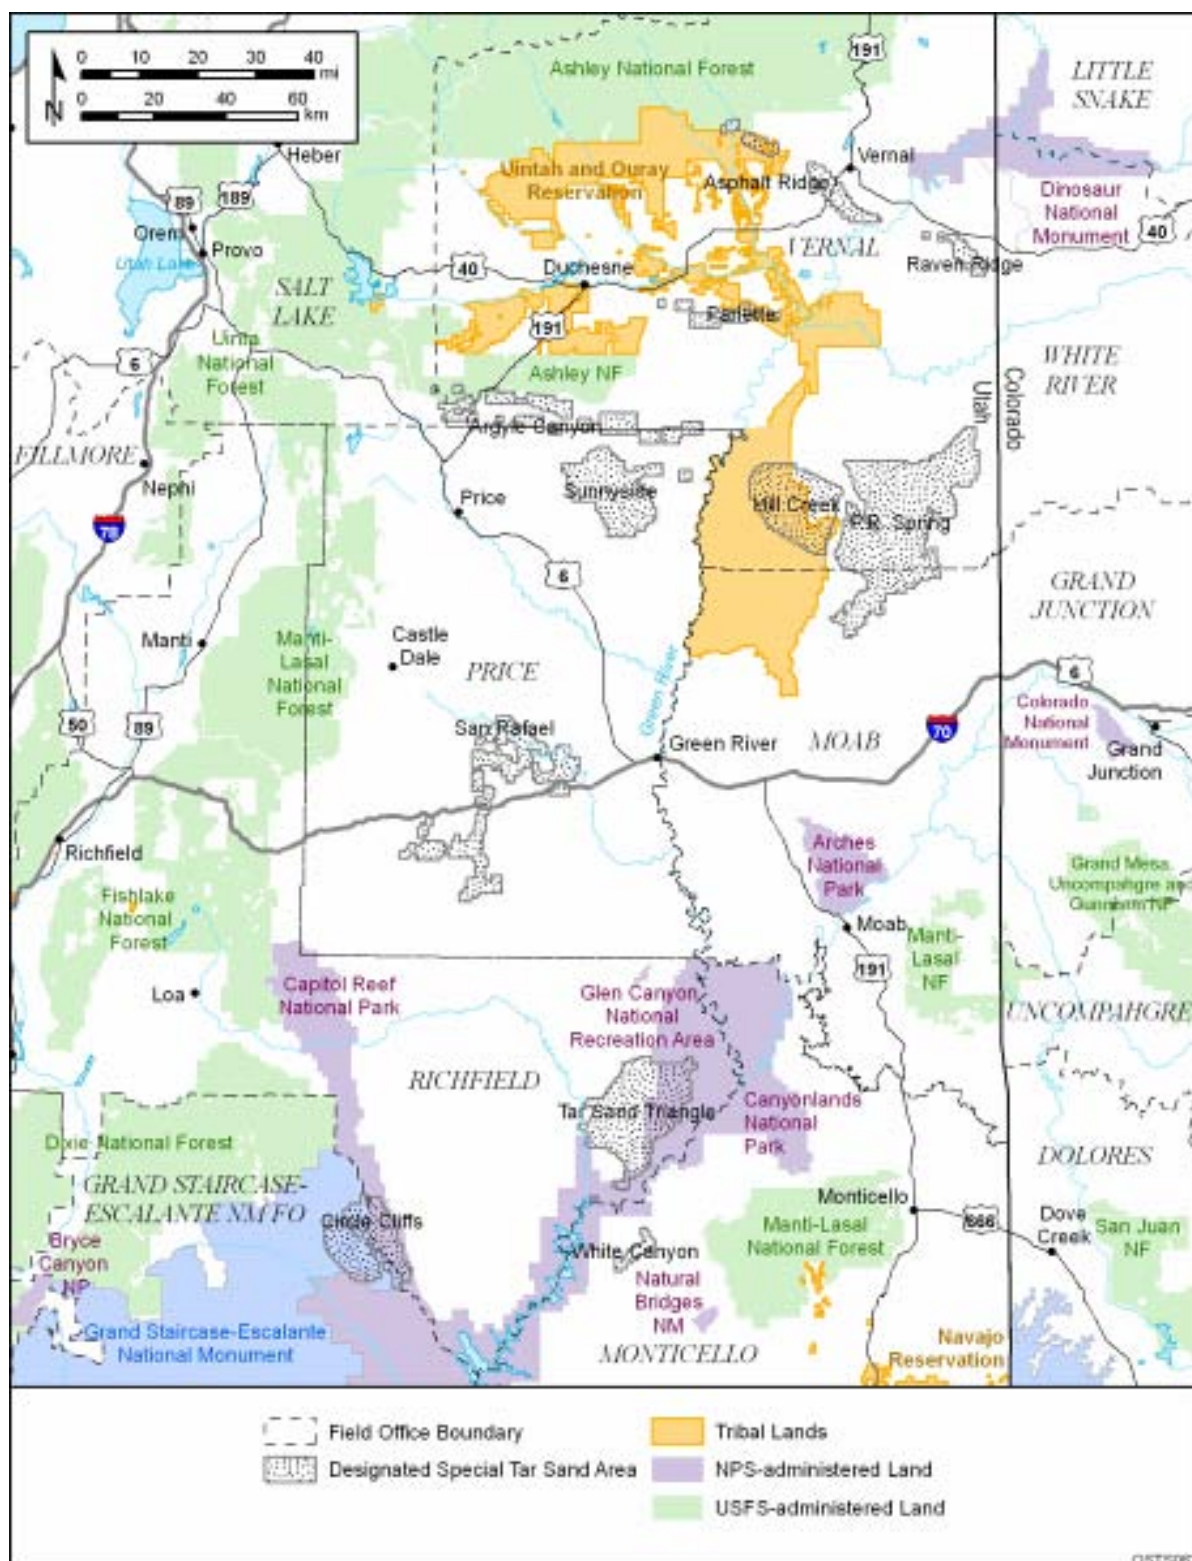 0 10 20 30 40
mi
0 20 40 60
km
N
191
Ashley National Forest
LITTLE
SNAKE
Heber
Vernal
Uintah and Ouray
Reservation
Asphalt Ridge
189
89
Dinosaur
National
Monument
Orem
Provo
Utah Lake
VERNAL
40
Raven Ridge
40
Duchesne
SALT
LAKE
191
Pariette
6
Uinta
National
Forest
Ashley NF
WHITE
RIVER
Utah
Colorado
Argyle Canyon
FILLMORE
Nephi
Price
Sunnyside
Hill Creek
P.R. Spring
6
GRAND
JUNCTION
Manti
Manti-
Lasal
National
Forest
Castle
Dale
PRICE
Green River
6
50
89
San Rafael
Green River
MOAB
70
Colorado
National
Monument
Grand
Junction
Richfield
Arches
National
Park
Grand Mesa,
Uncompahgre and
Gunnison NF
Fishlake
National
Forest
Moab
Manti-
Lasal
NF
191
Loa
Capitol Reef
National Park
Glen Canyon
National
Recreation Area
UNCOMPAHGRE
RICHFIELD
Tar Sand Triangle
Canyonlands
National
Park
Dixie National Forest
DOLORES
GRAND STAIRCASE-
ESCALANTE NM FO
Monticello
666
Dove
Creek
San Juan
NF
Circle Cliffs
Manti-Lasal
National Forest
White Canyon
Bryce
Canyon
NP
Natural
Bridges
NM
Grand Staircase-Escalante
National Monument
MONTICELLO
Navajo
Reservation
Field Office Boundary
Designated Special Tar Sand Area
Tribal Lands
NPS-administered Land
USFS-administered Land